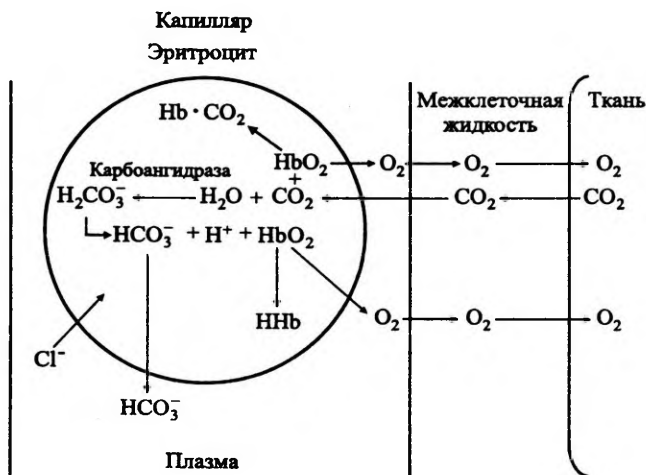 Капилляр
Эритроцит
Межклеточная жидкость
Ткань
Hb · CO₂
HbO₂ O₂ O₂ O₂
+
Карбоангидраза
H₂CO₃⁻ H₂O + CO₂ CO₂ CO₂
HCO₃⁻ + H⁺ + HbO₂
HHb O₂ O₂ O₂
Cl⁻
HCO₃⁻
Плазма